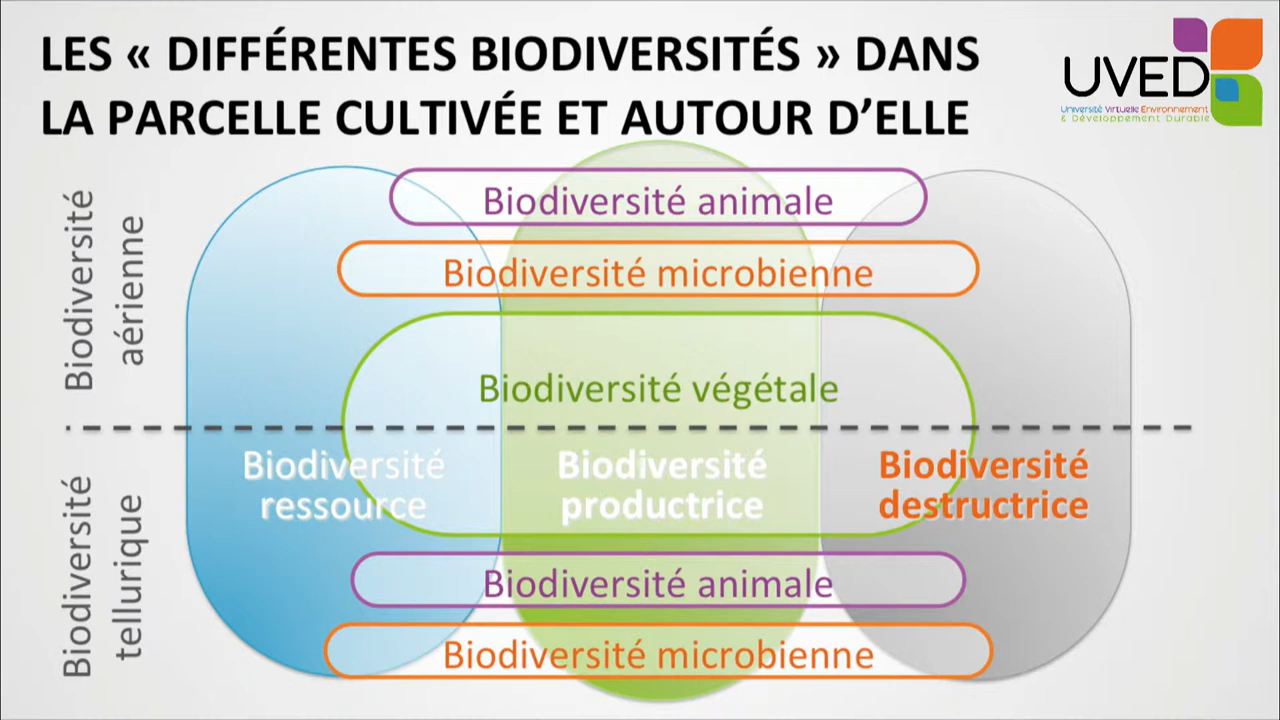 LES « DIFFÉRENTES BIODIVERSITÉS » DANS
LA PARCELLE CULTIVÉE ET AUTOUR D’ELLE
UVED
Université Virtuelle Environnement
& Développement Durable
Biodiversité
aérienne
Biodiversité animale
Biodiversité microbienne
Biodiversité végétale
Biodiversité
ressource
Biodiversité
productrice
Biodiversité
destructrice
Biodiversité
tellurique
Biodiversité animale
Biodiversité microbienne